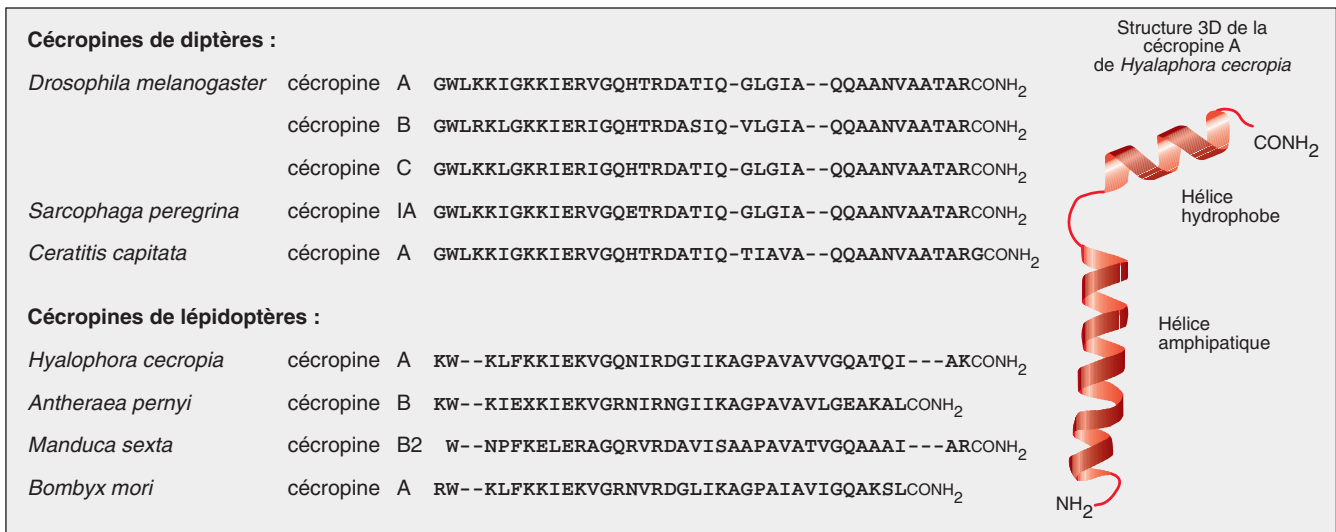 Cécropines de diptères :
Drosophila melanogaster cécropine A GWLKKIGKKIERVGQHTRDATIQ-GLGIA--QQAANVAATARCONH2
cécropine B GWLRKLGKKIERIGQHTRDASIQ-VLGIA--QQAANVAATARCONH2
cécropine C GWLKKLGKRIERIGQHTRDATIQ-GLGIA--QQAANVAATARCONH2
Sarcophaga peregrina cécropine IA GWLKKIGKKIERVGQETRDATIQ-GLGIA--QQAANVAATARCONH2
Ceratitis capitata cécropine A GWLKKIGKKIERVGQHTRDATIQ-TIAVA--QQAANVAATARGCONH2
Cécropines de lépidoptères :
Hyalophora cecropia cécropine A KW--KLFKKIEKVGQNIRDGIIKAGPAVAVVGQATQI---AKCONH2
Antheraea pernyi cécropine B KW--KIEXKIEKVGRNIRNGIIKAGPAVAVLGEAKALCONH2
Manduca sexta cécropine B2 W--NPFKELERAGQRVRDAVISAAPAVATVGQAAAI---ARCONH2
Bombyx mori cécropine A RW--KLFKKIEKVGRNVRDGLIKAGPAIAVIGQAKSLCONH2
Structure 3D de la
cécropine A
de Hyalaphora cecropia
CONH2
Hélice
hydrophobe
Hélice
amphipatique
NH2